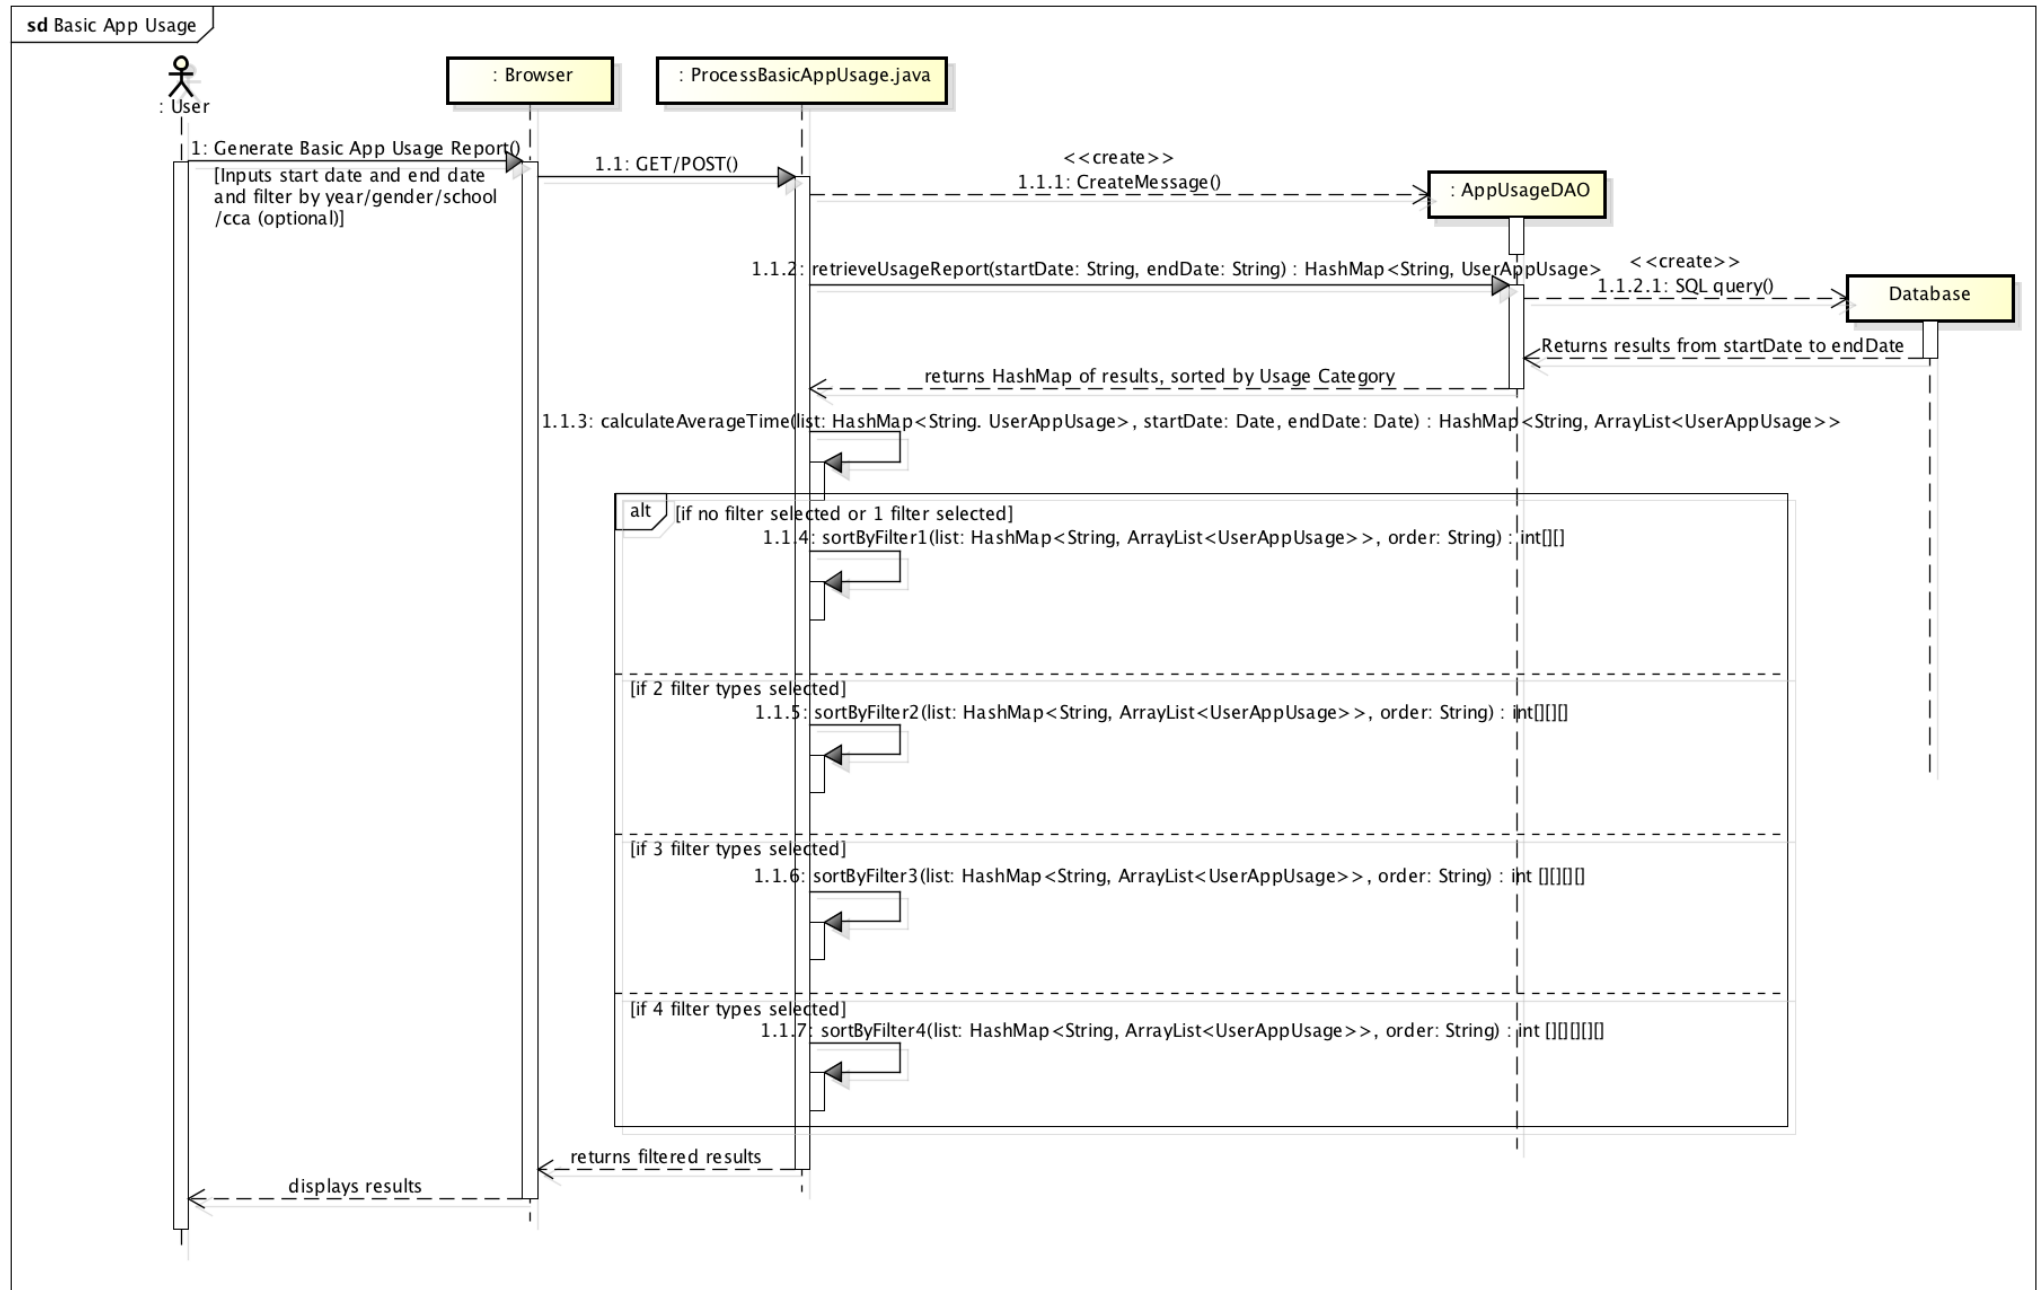 sd Basic App Usage
: User
: Browser
: ProcessBasicAppUsage.java
1: Generate Basic App Usage Report()
[Inputs start date and end date
and filter by year/gender/school
/cca (optional)]
1.1: GET/POST()
<<create>>
1.1.1: CreateMessage()
: AppUsageDAO
1.1.2: retrieveUsageReport(startDate: String, endDate: String) : HashMap<String, UserAppUsage>
<<create>>
1.1.2.1: SQL query()
Database
Returns results from startDate to endDate
returns HashMap of results, sorted by Usage Category
1.1.3: calculateAverageTime(list: HashMap<String. UserAppUsage>, startDate: Date, endDate: Date) : HashMap<String, ArrayList<UserAppUsage>>
alt
[if no filter selected or 1 filter selected]
1.1.4: sortByFilter1(list: HashMap<String, ArrayList<UserAppUsage>>, order: String) : int[][]
[if 2 filter types selected]
1.1.5: sortByFilter2(list: HashMap<String, ArrayList<UserAppUsage>>, order: String) : int[][][]
[if 3 filter types selected]
1.1.6: sortByFilter3(list: HashMap<String, ArrayList<UserAppUsage>>, order: String) : int [][][][]
[if 4 filter types selected]
1.1.7: sortByFilter4(list: HashMap<String, ArrayList<UserAppUsage>>, order: String) : int [][][][][]
returns filtered results
displays results